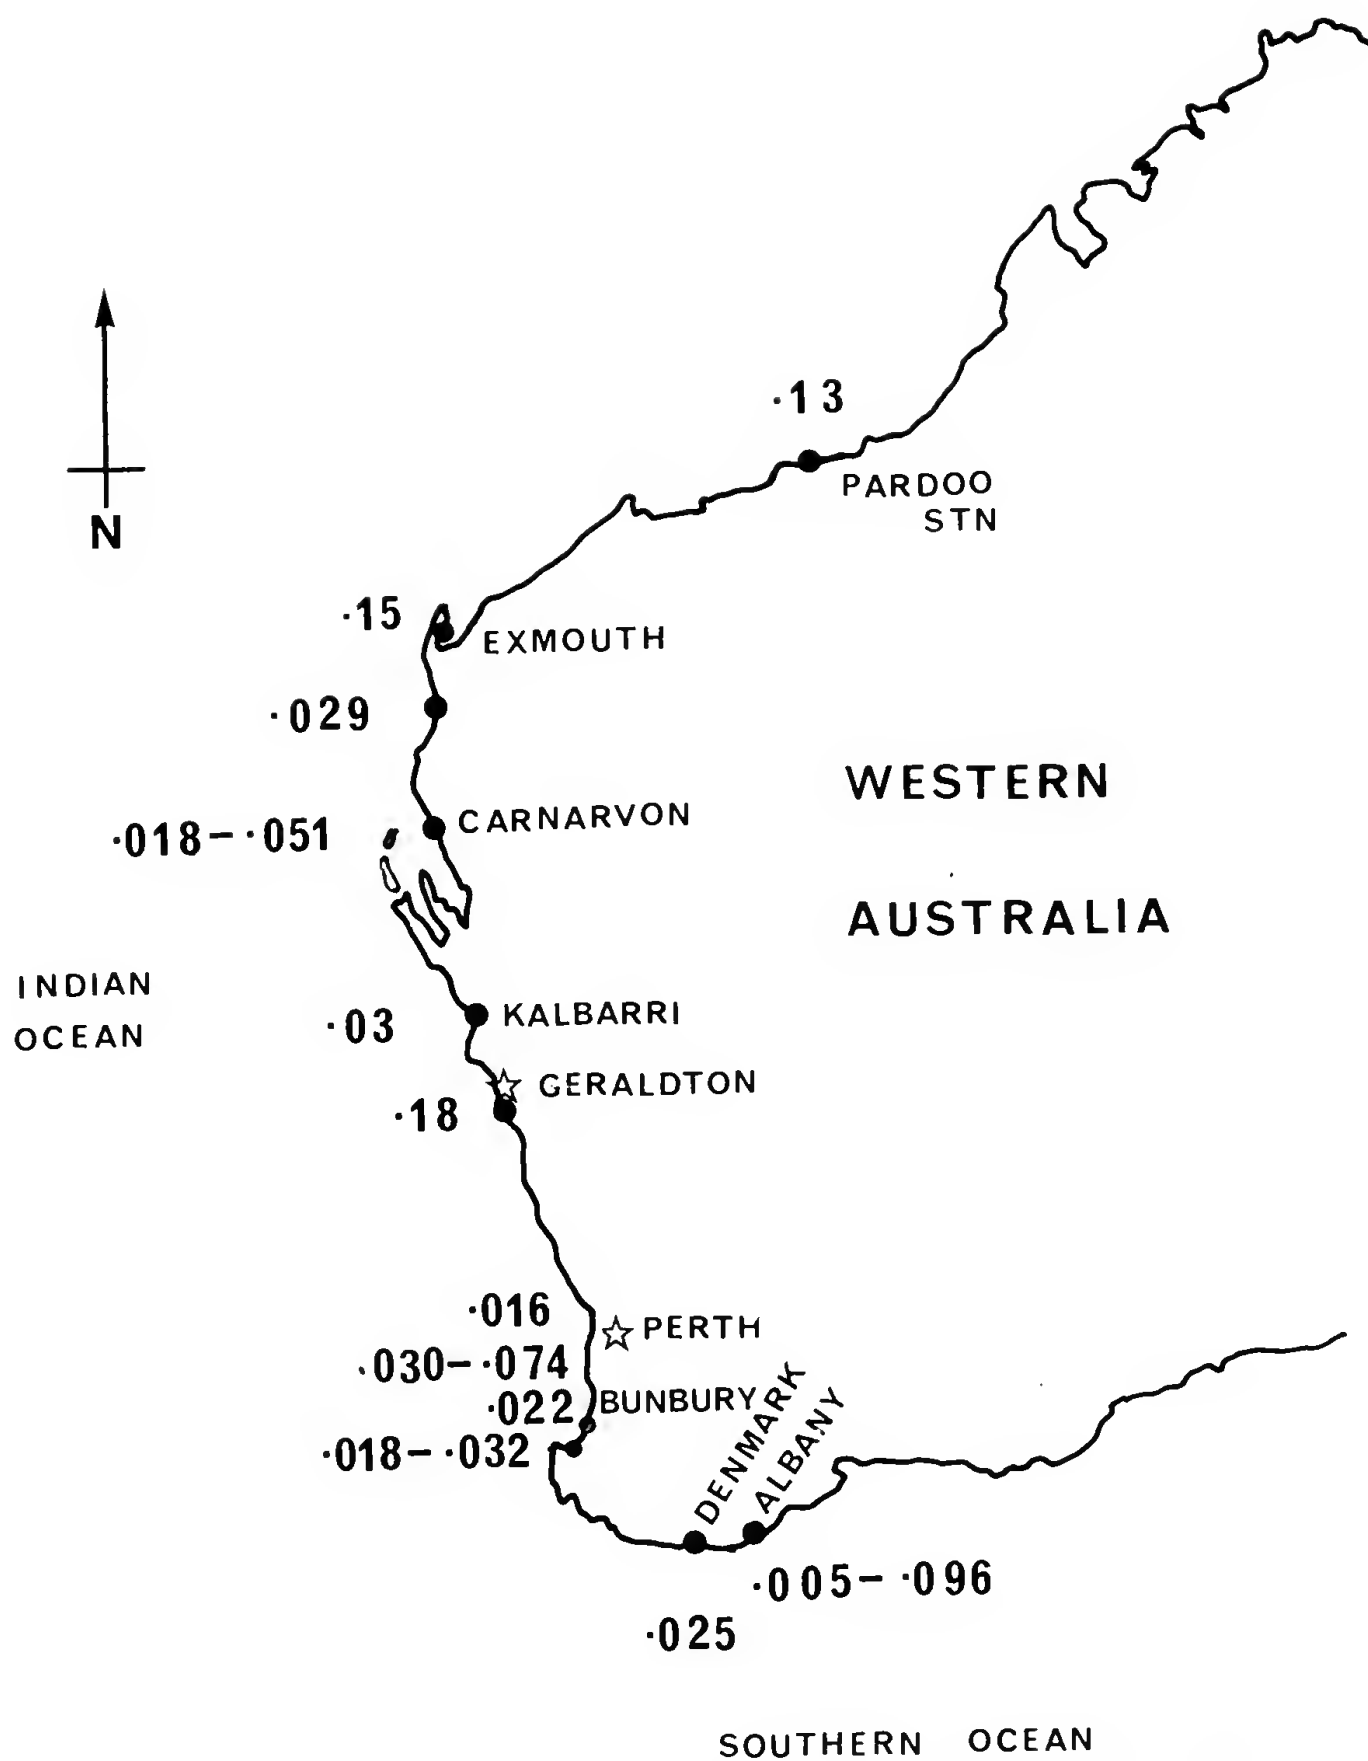 ·13
PARDOO
STN
N
·15
EXMOUTH
·029
WESTERN
·018–·051
CARNARVON
AUSTRALIA
INDIAN
OCEAN
·03
KALBARRI
GERALDTON
·18
·016
PERTH
·030–·074
·022
BUNBURY
·018–·032
DENMARK
ALBANY
·005–·096
·025
SOUTHERN OCEAN